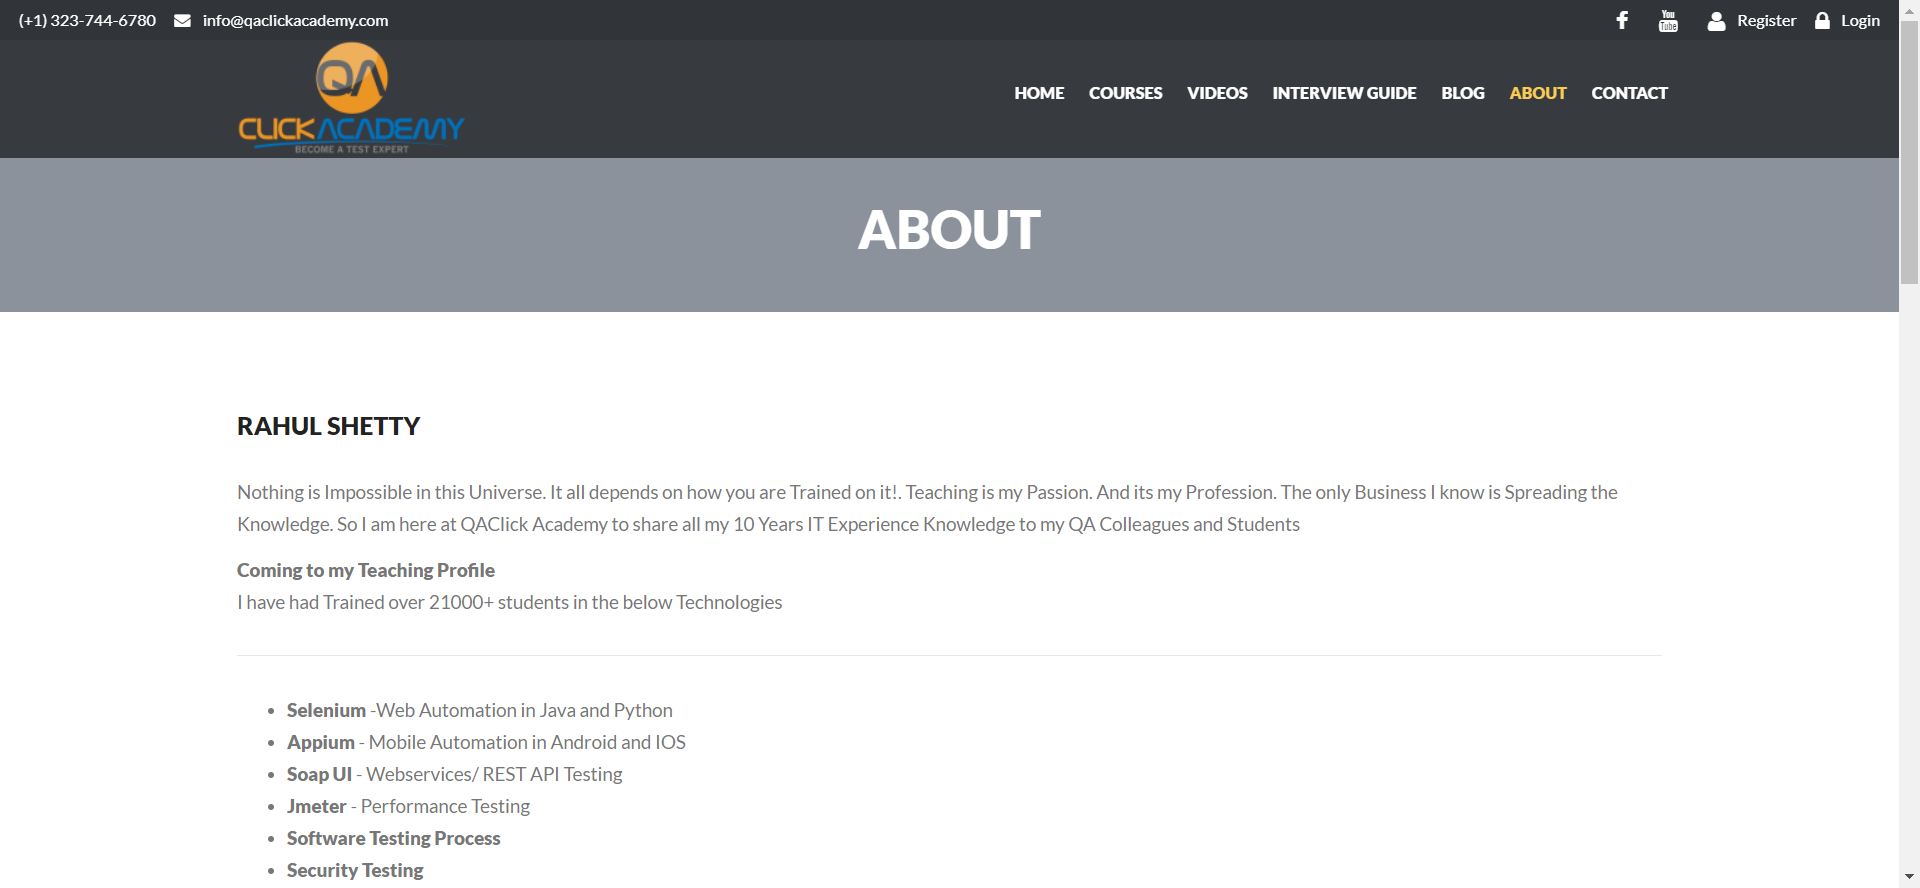 (+1) 323-744-6780 info@qaclickacademy.com You Tube Register Login
QA
CLICKACADEMY
BECOME A TEST EXPERT
HOME COURSES VIDEOS INTERVIEW GUIDE BLOG ABOUT CONTACT
ABOUT
RAHUL SHETTY
Nothing is Impossible in this Universe. It all depends on how you are Trained on it!. Teaching is my Passion. And its my Profession. The only Business I know is Spreading the
Knowledge. So I am here at QAClick Academy to share all my 10 Years IT Experience Knowledge to my QA Colleagues and Students
Coming to my Teaching Profile
I have had Trained over 21000+ students in the below Technologies
• Selenium -Web Automation in Java and Python
• Appium - Mobile Automation in Android and IOS
• Soap UI - Webservices/ REST API Testing
• Jmeter - Performance Testing
• Software Testing Process
• Security Testing